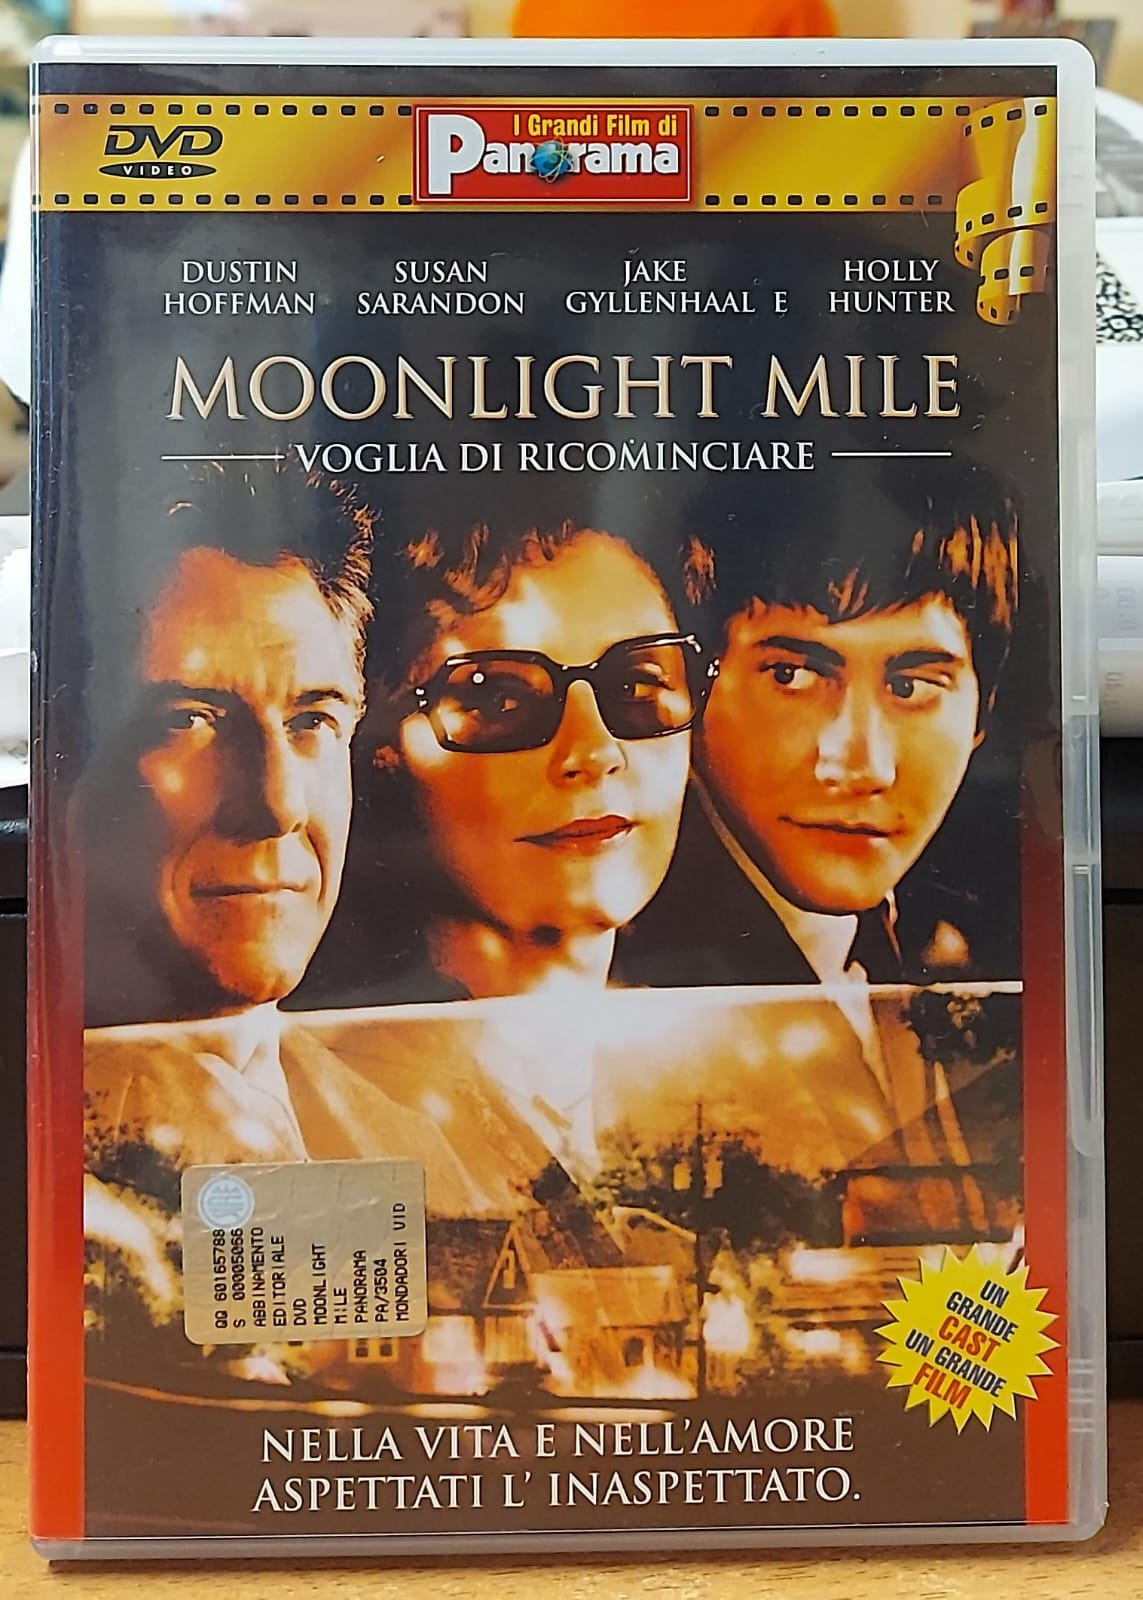 DVD
VIDEO
I Grandi Film di
Panorama
DUSTIN HOFFMAN
SUSAN SARANDON
JAKE GYLLENHAAL E
HOLLY HUNTER
MOONLIGHT MILE
VOGLIA DI RICOMINCIARE
QQ 60165788
S 00005066
ABBINAMENTO
EDITORIALE
DVD
MOONLIGHT
MILE
PANORAMA
PA/3504
MONDADORI VID
UN
GRANDE
CAST
UN GRANDE
FILM
NELLA VITA E NELL'AMORE
ASPETTATI L' INASPETTATO.